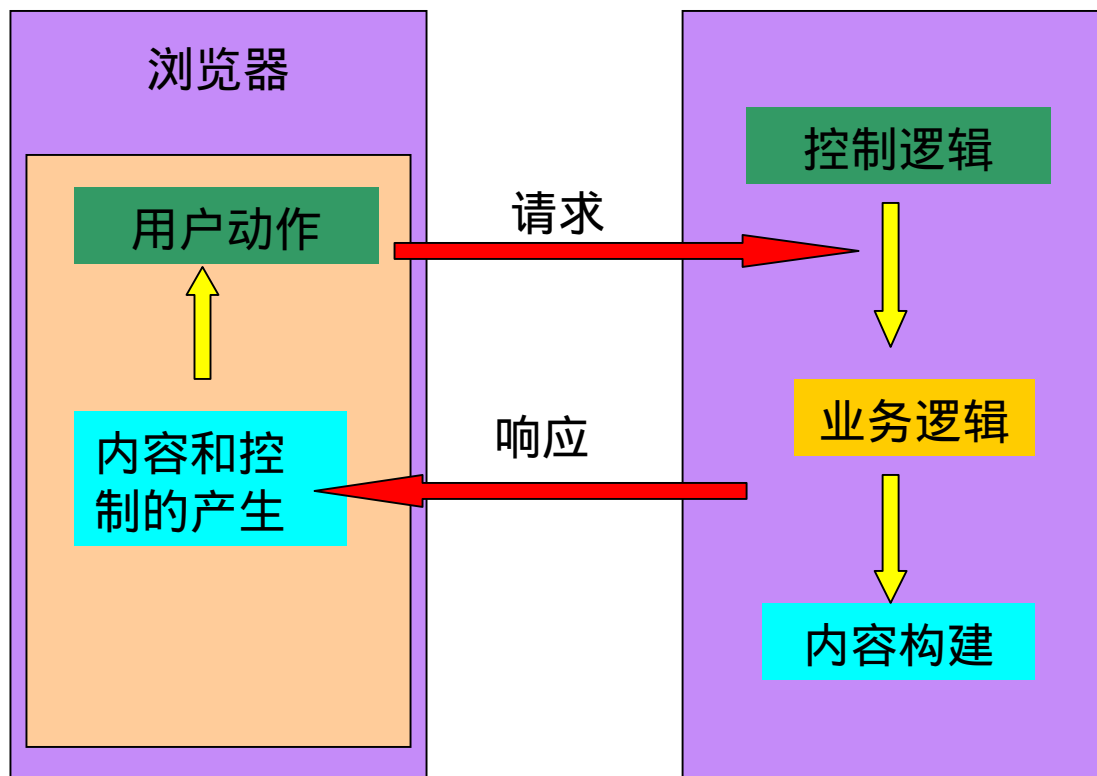 浏览器
用户动作
内容和控
制的产生
请求
响应
控制逻辑
业务逻辑
内容构建